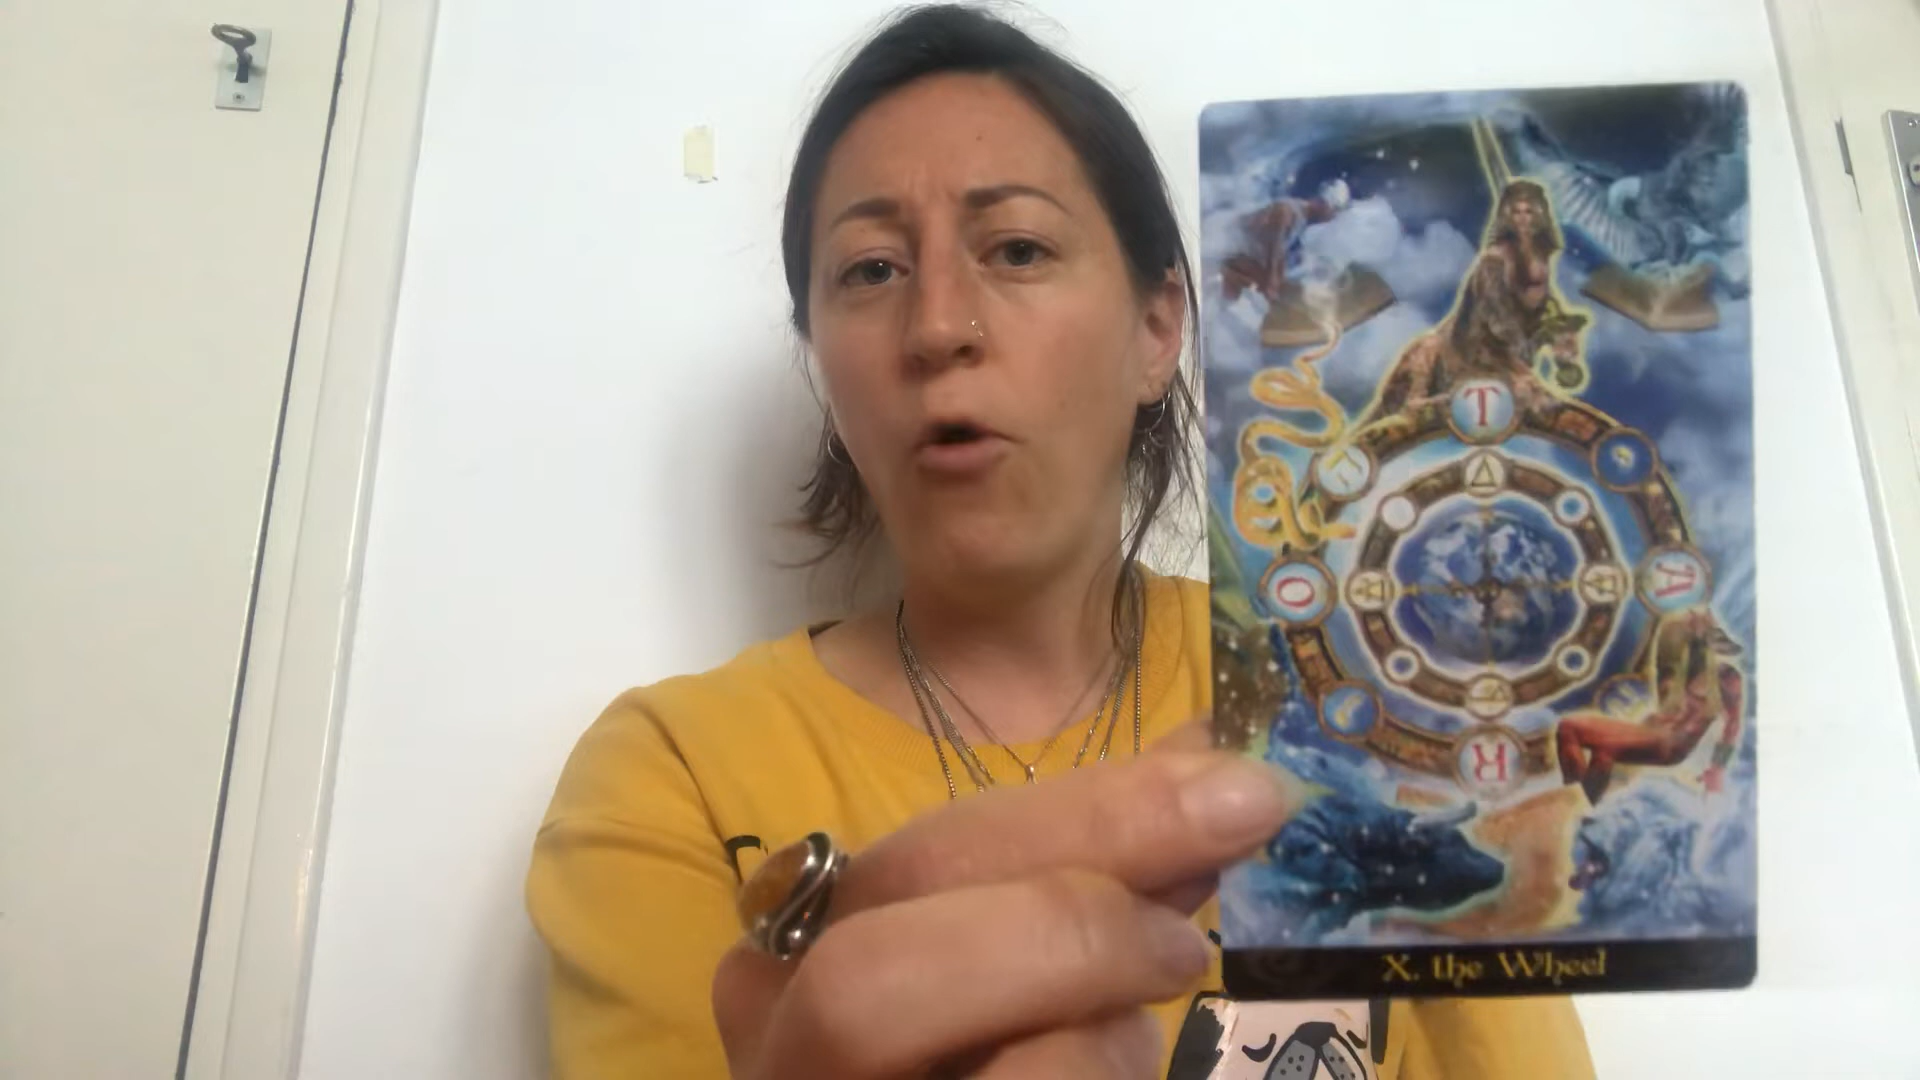 T
O
A
R
X. the Wheel